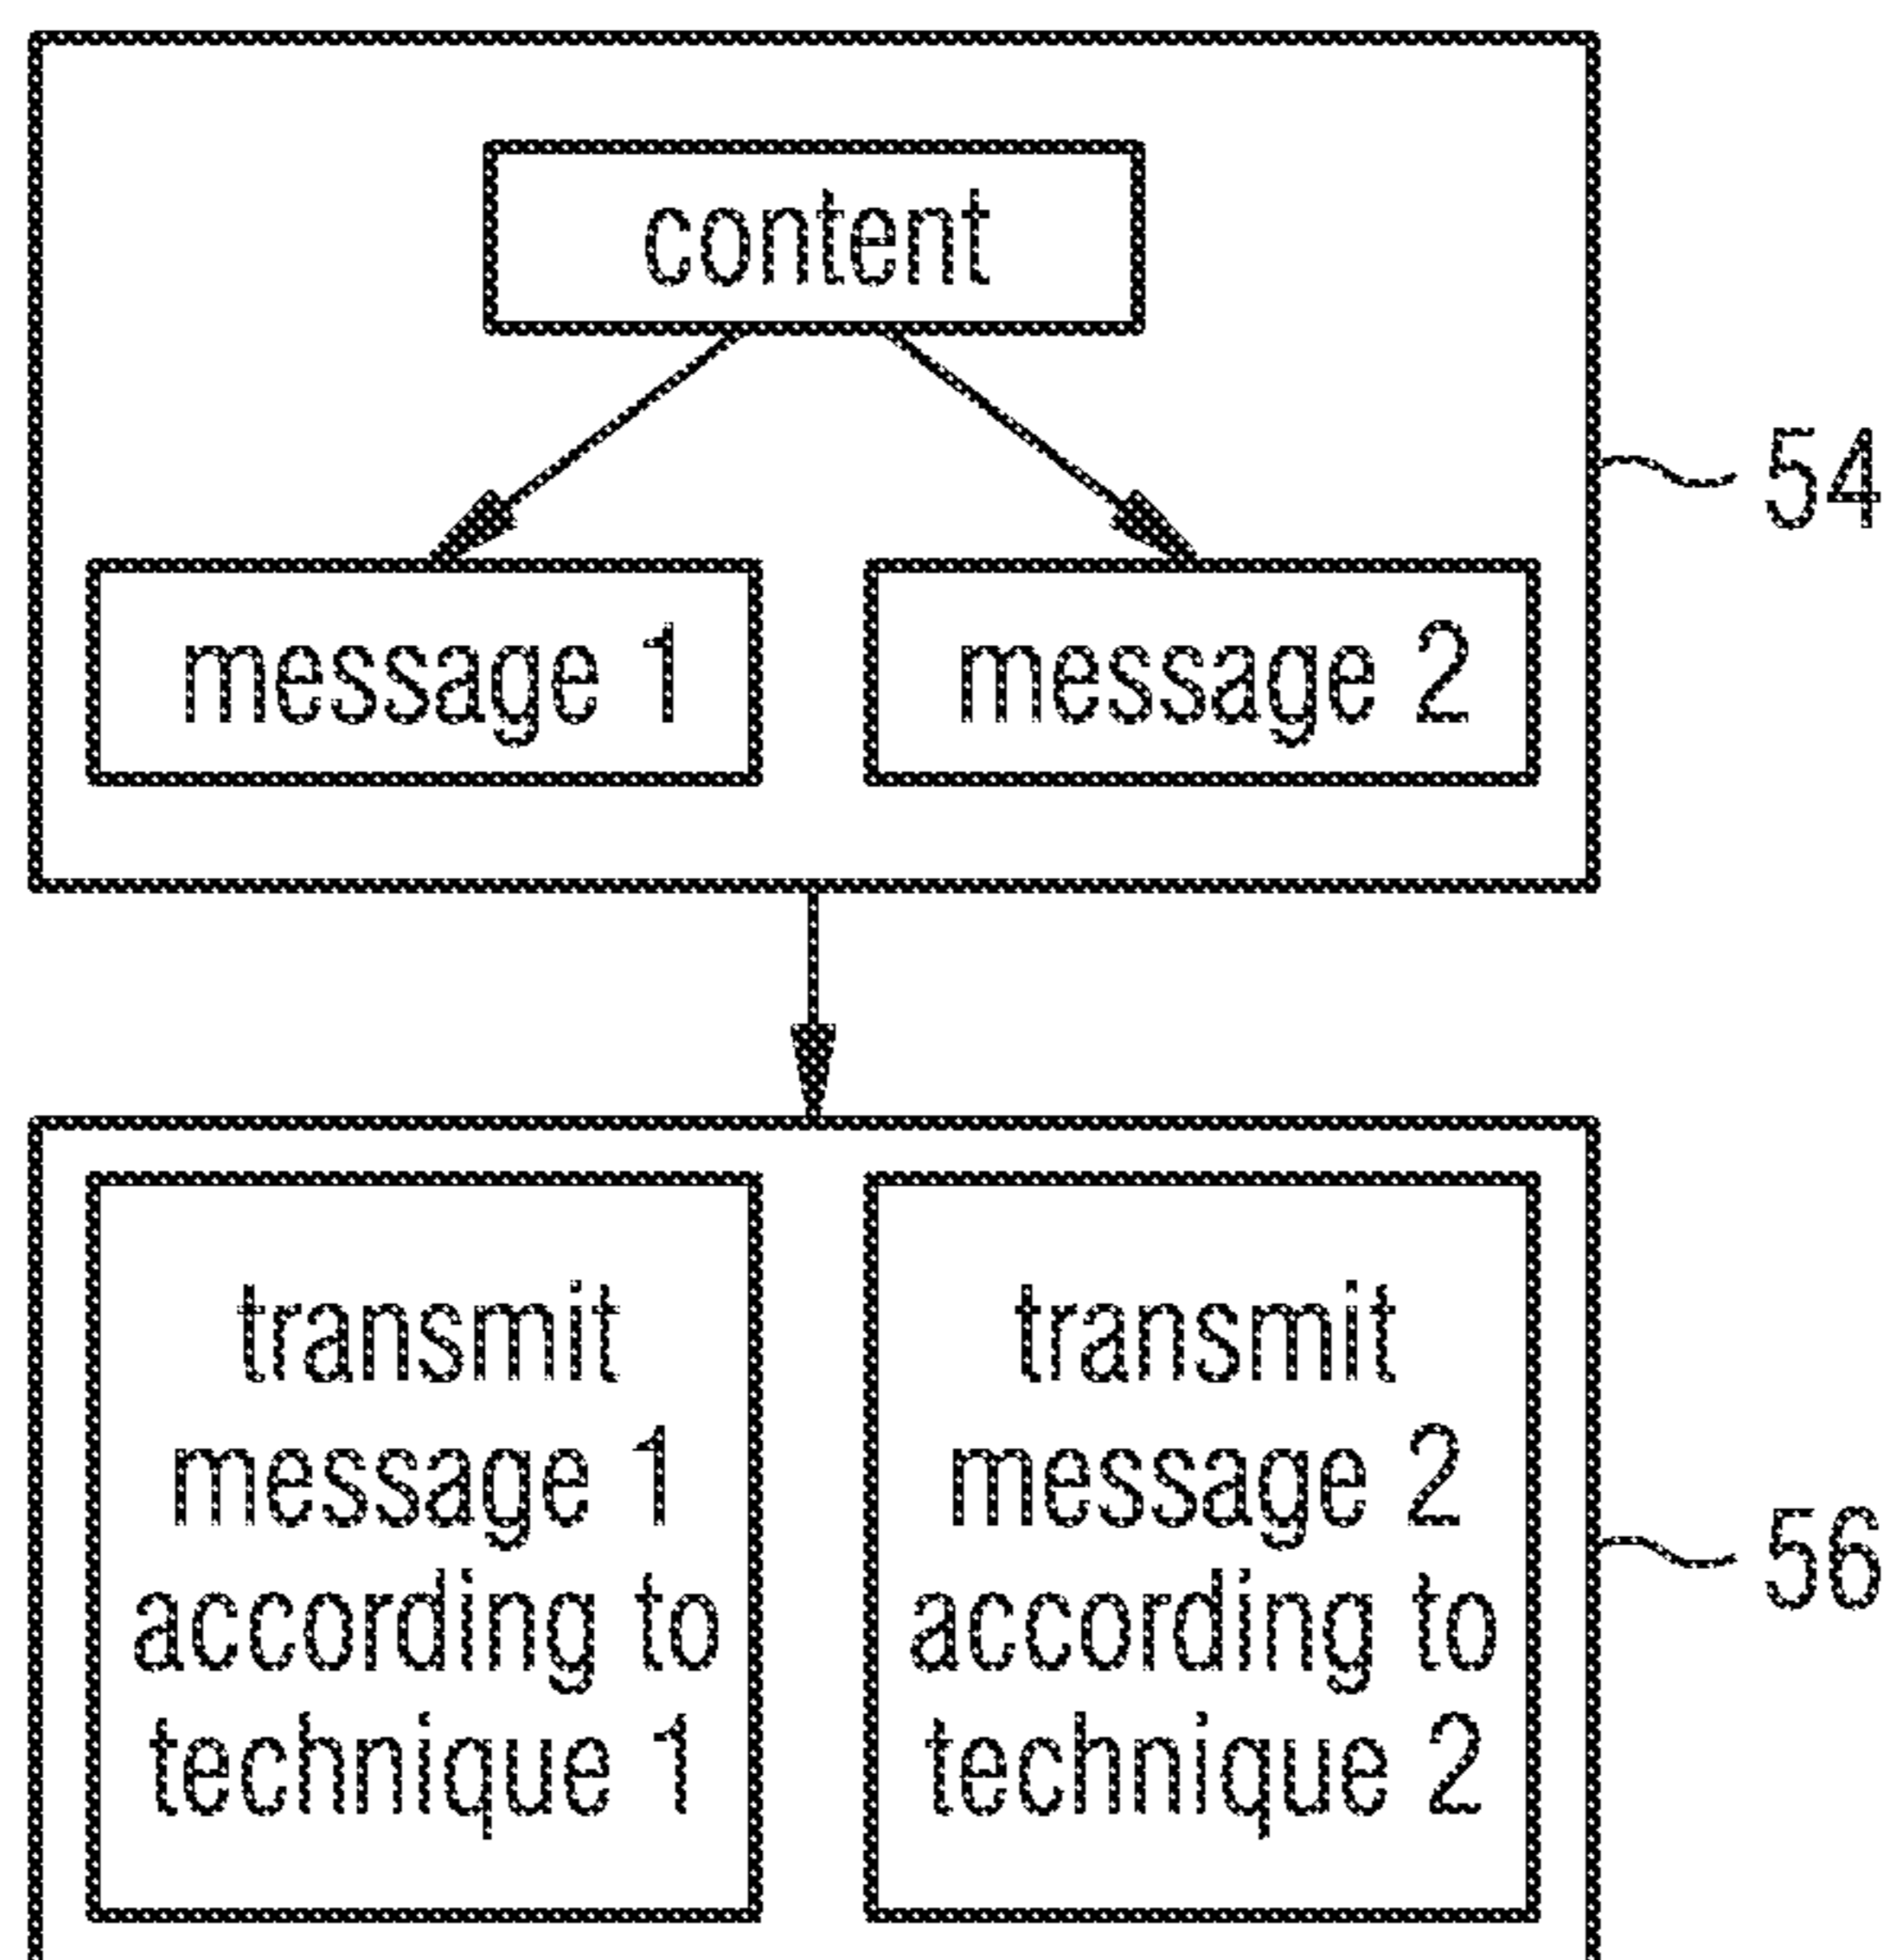 content
54
message 1
message 2
transmit
message 1
according to
technique 1
transmit
message 2
according to
technique 2
56